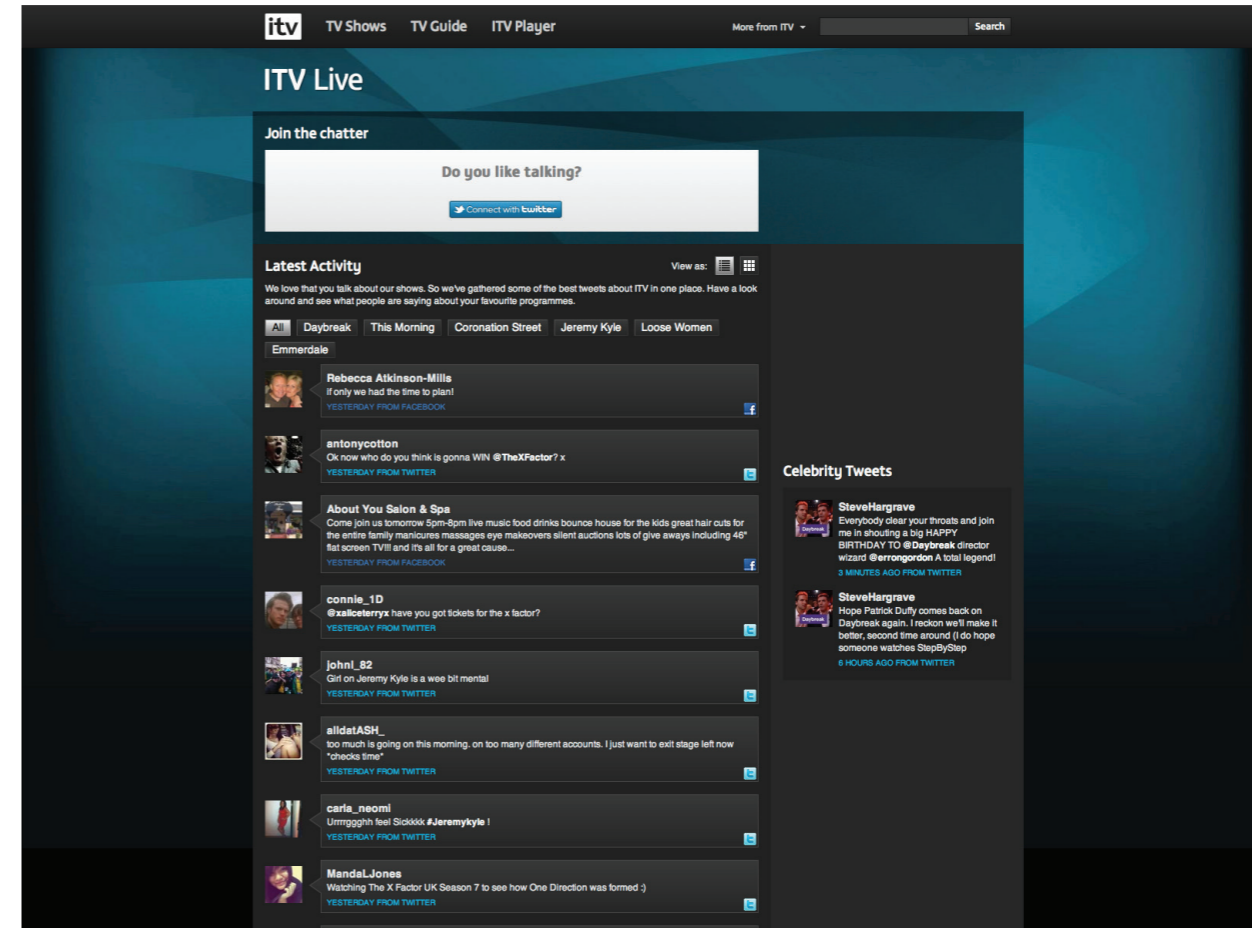 itv
TV Shows
TV Guide
ITV Player
More from ITV
Search
ITV Live
Join the chatter
Do you like talking?
Connect with twitter
Latest Activity
View as:
We love that you talk about our shows. So we've gathered some of the best tweets about ITV in one place. Have a look
around and see what people are saying about your favourite programmes.
All
Daybreak
This Morning
Coronation Street
Jeremy Kyle
Loose Women
Emmerdale
Rebecca Atkinson-Mills
if only we had the time to plan!
YESTERDAY FROM FACEBOOK
antonycotton
Ok now who do you think is gonna WIN @TheXFactor? x
YESTERDAY FROM TWITTER
About You Salon & Spa
Come join us tomorrow 5pm-8pm live music food drinks bounce house for the kids great hair cuts for
the entire family manicures massages eye makeovers silent auctions lots of give aways including 46"
flat screen TV!!! and it's all for a great cause...
YESTERDAY FROM FACEBOOK
connie_1D
@xaliceterryx have you got tickets for the x factor?
YESTERDAY FROM TWITTER
johnl_82
Girl on Jeremy Kyle is a wee bit mental
YESTERDAY FROM TWITTER
alldatASH_
too much is going on this morning. on too many different accounts. I just want to exit stage left now
*checks time*
YESTERDAY FROM TWITTER
carla_neomi
Urrrrggghh feel Sickkkk #Jeremykyle !
YESTERDAY FROM TWITTER
MandaLJones
Watching The X Factor UK Season 7 to see how One Direction was formed :)
YESTERDAY FROM TWITTER
Celebrity Tweets
Daybreak
SteveHargrave
Everybody clear your throats and join
me in shouting a big HAPPY
BIRTHDAY TO @Daybreak director
wizard @errongordon A total legend!
3 MINUTES AGO FROM TWITTER
Daybreak
SteveHargrave
Hope Patrick Duffy comes back on
Daybreak again. I reckon we'll make it
better, second time around (I do hope
someone watches StepByStep
6 HOURS AGO FROM TWITTER